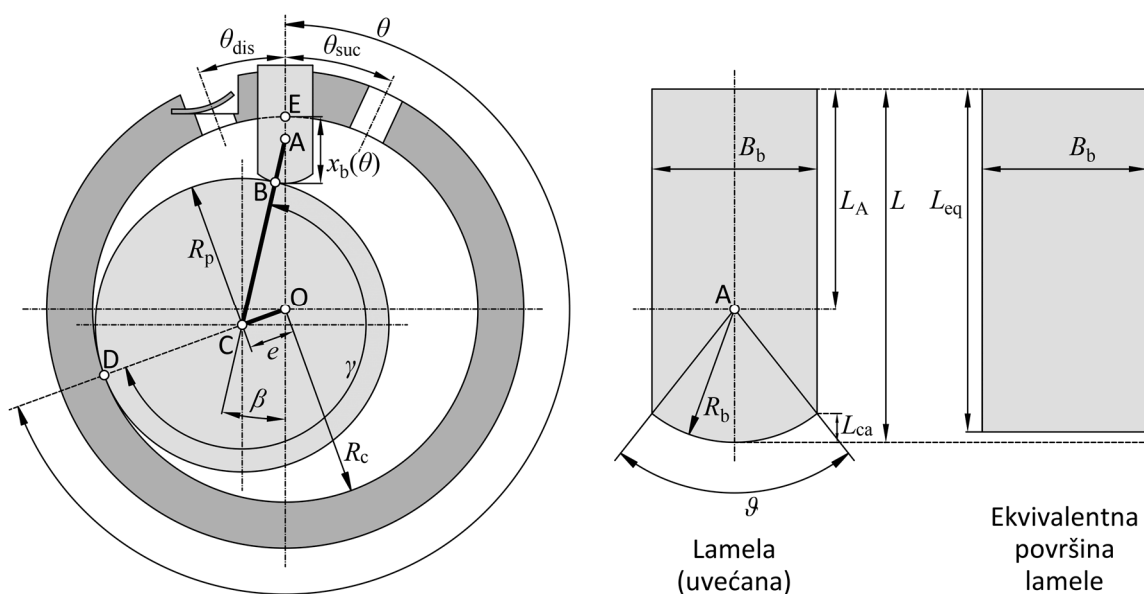 θ
θdis
θsuc
E
A
xb(θ)
B
Rp
O
C
e
D
γ
β
Rc
Bb
Bb
LA
L
Leq
A
Rb
Lca
ϑ
Lamela
(uvećana)
Ekvivalentna
površina
lamele